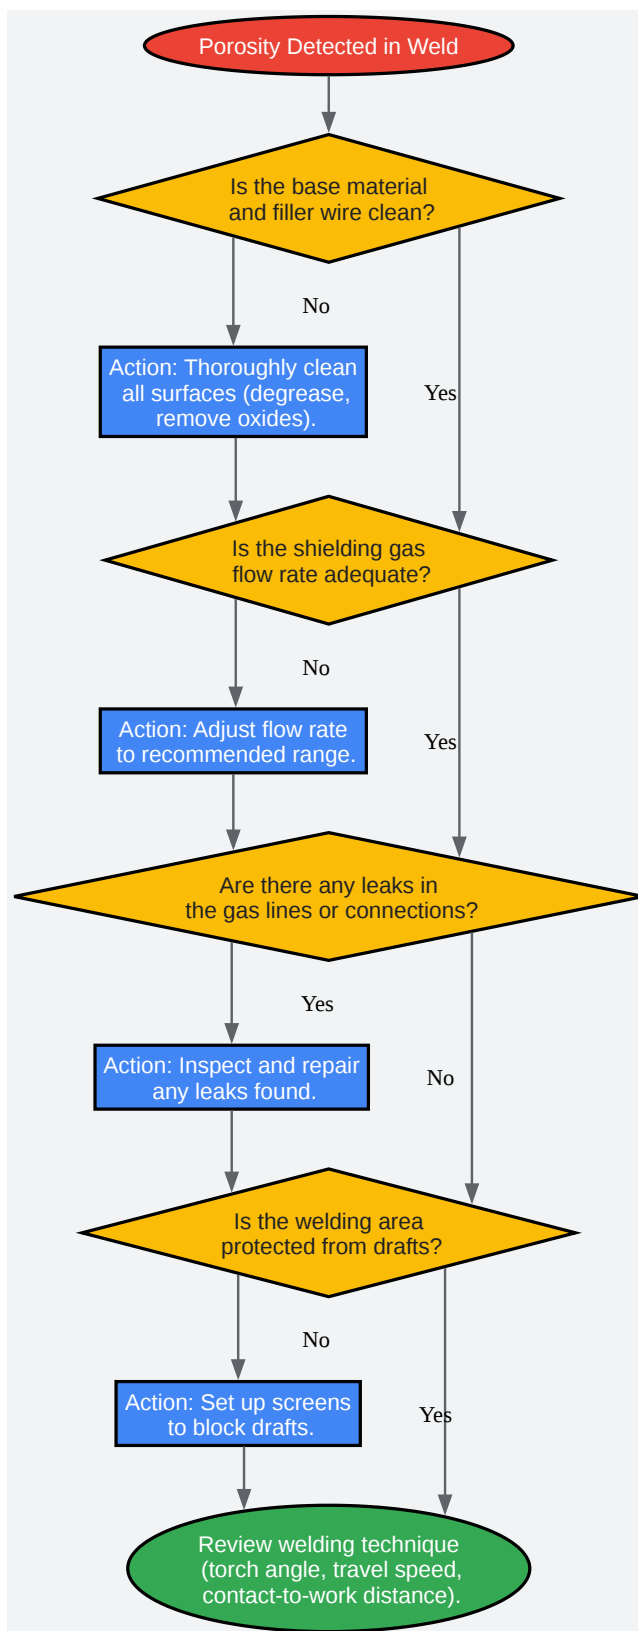 Porosity Detected in Weld
Is the base material
and filler wire clean?
No
Action: Thoroughly clean
all surfaces (degrease,
remove oxides).
Yes
Is the shielding gas
flow rate adequate?
No
Action: Adjust flow rate
to recommended range.
Yes
Are there any leaks in
the gas lines or connections?
Yes
Action: Inspect and repair
any leaks found.
No
Is the welding area
protected from drafts?
No
Action: Set up screens
to block drafts.
Yes
Review welding technique
(torch angle, travel speed,
contact-to-work distance).